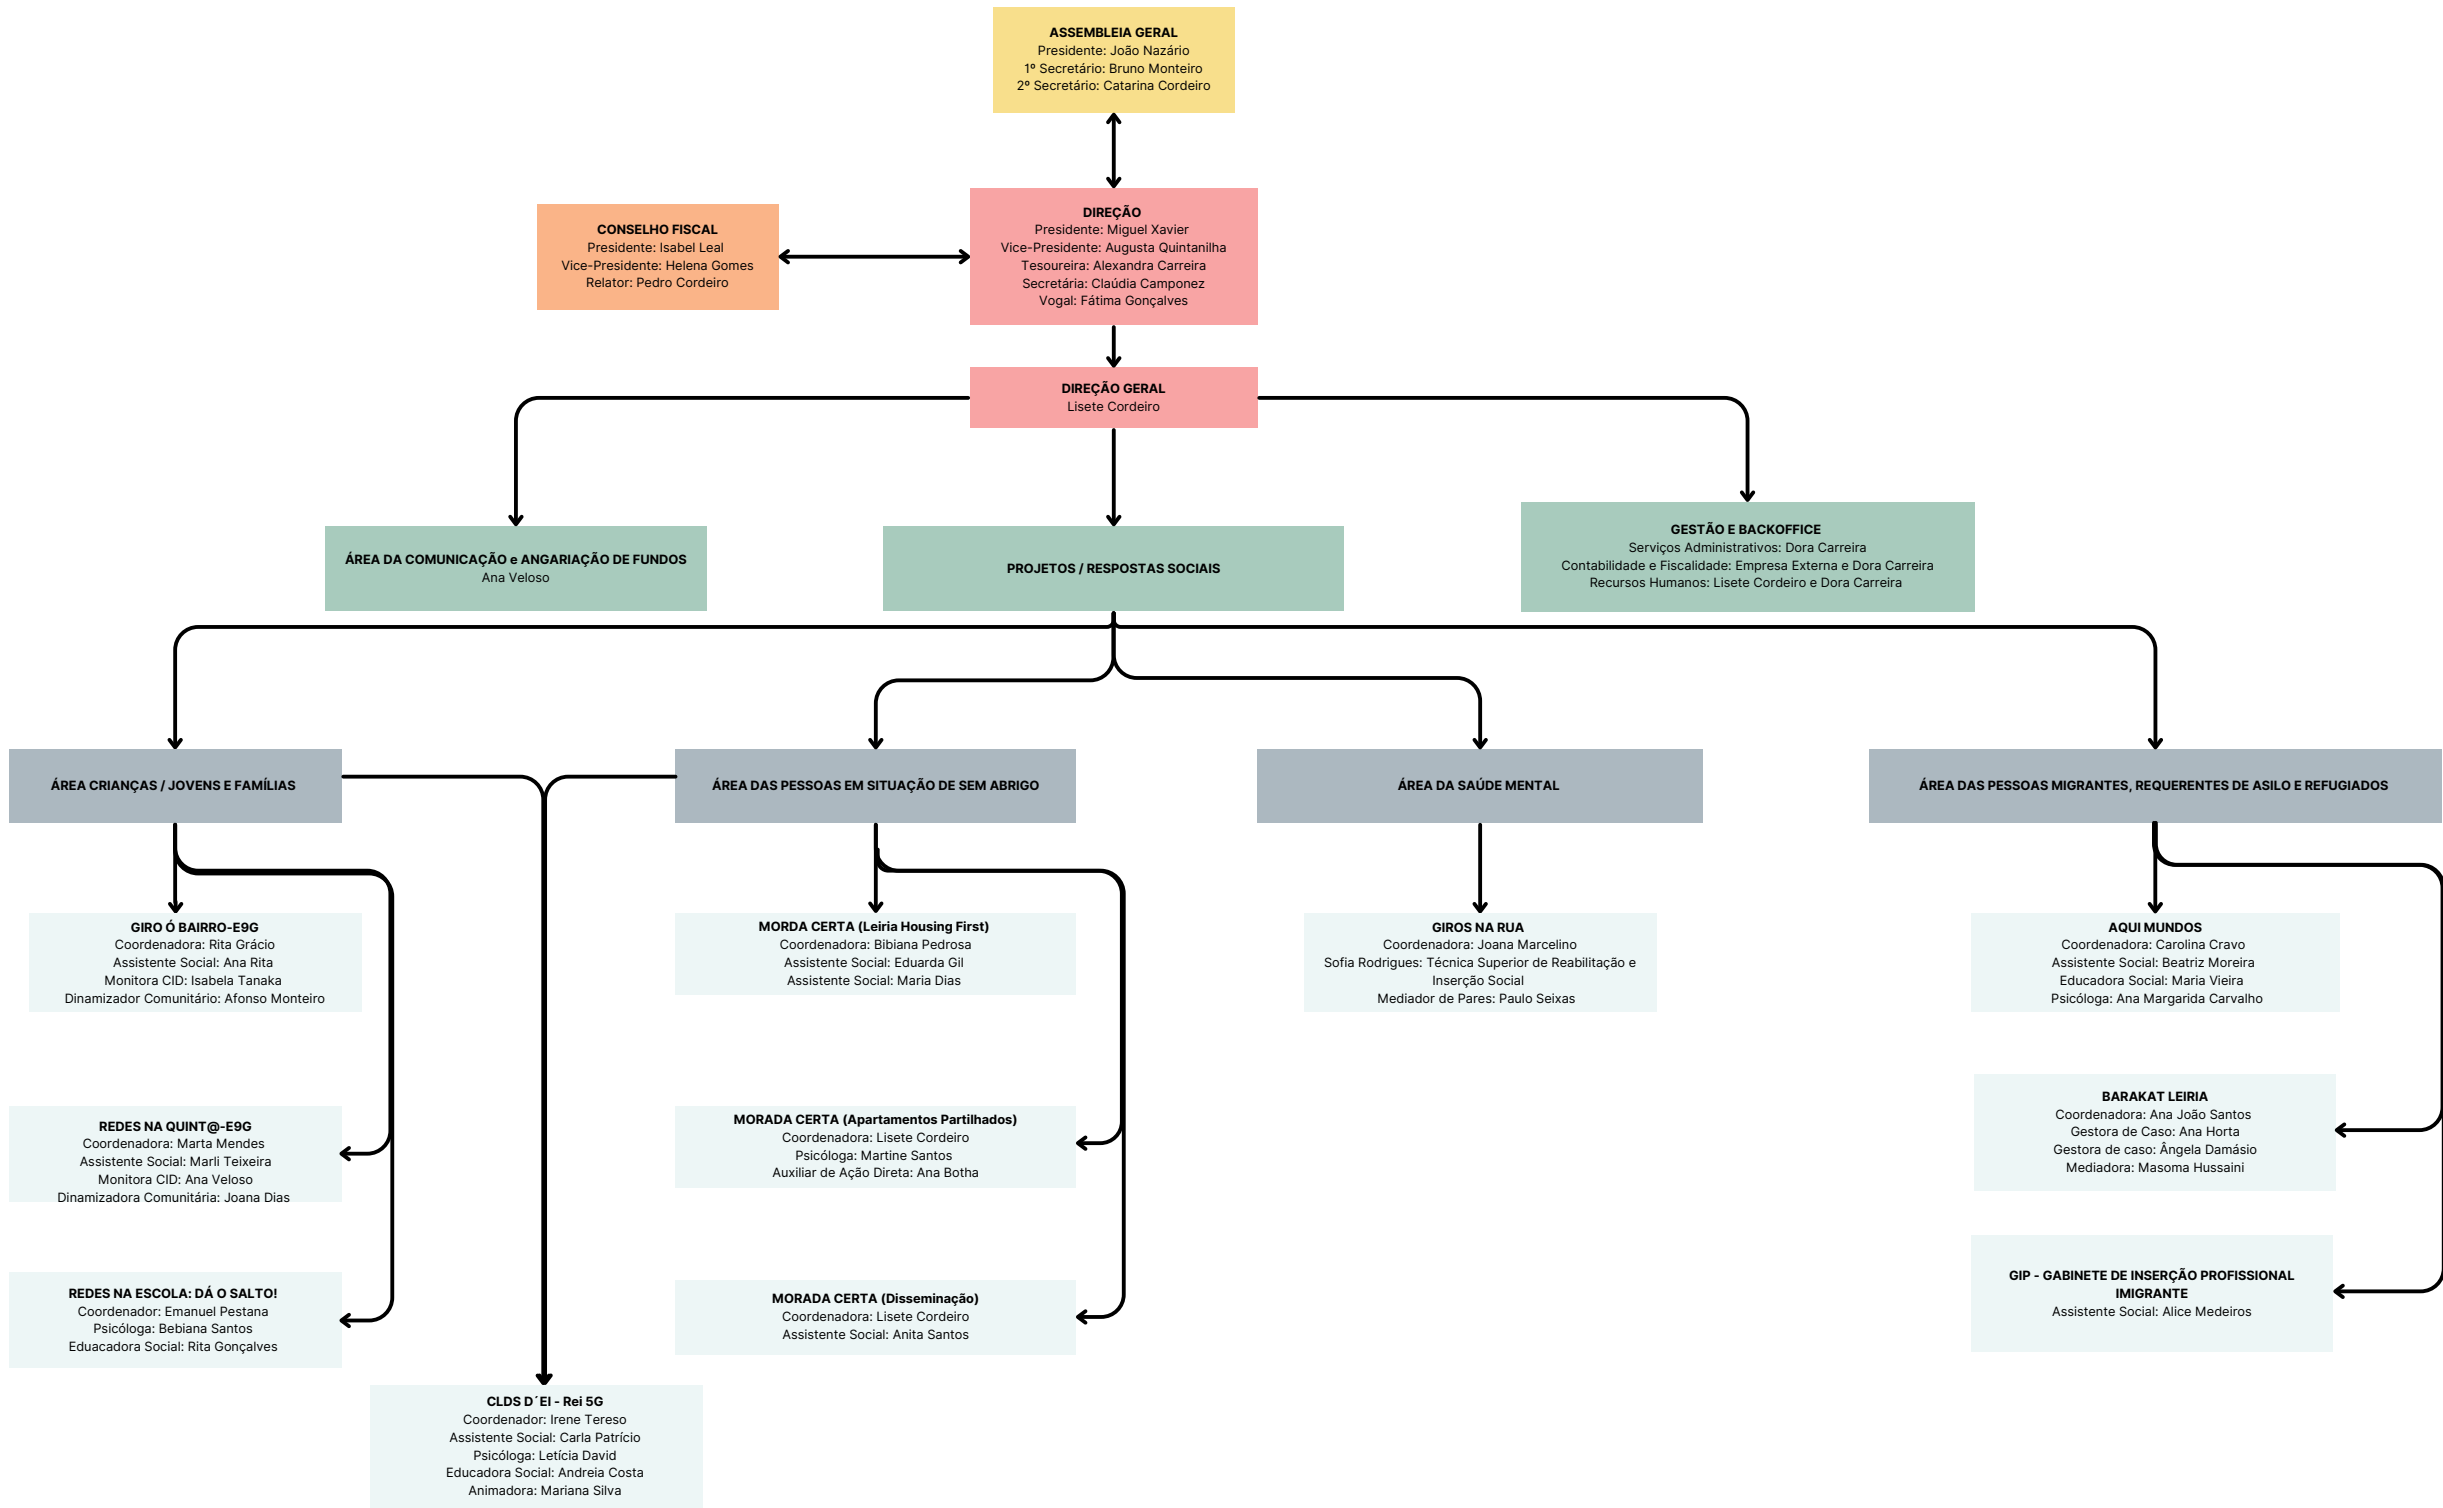 ASSEMBLEIA GERAL
Presidente: João Nazário
1º Secretário: Bruno Monteiro
2º Secretário: Catarina Cordeiro
CONSELHO FISCAL
Presidente: Isabel Leal
Vice-Presidente: Helena Gomes
Relator: Pedro Cordeiro
DIREÇÃO
Presidente: Miguel Xavier
Vice-Presidente: Augusta Quintanilha
Tesoureira: Alexandra Carreira
Secretária: Claúdia Camponez
Vogal: Fátima Gonçalves
DIREÇÃO GERAL
Lisete Cordeiro
ÁREA DA COMUNICAÇÃO e ANGARIAÇÃO DE FUNDOS
Ana Veloso
PROJETOS / RESPOSTAS SOCIAIS
GESTÃO E BACKOFFICE
Serviços Administrativos: Dora Carreira
Contabilidade e Fiscalidade: Empresa Externa e Dora Carreira
Recursos Humanos: Lisete Cordeiro e Dora Carreira
ÁREA CRIANÇAS / JOVENS E FAMÍLIAS
ÁREA DAS PESSOAS EM SITUAÇÃO DE SEM ABRIGO
ÁREA DA SAÚDE MENTAL
ÁREA DAS PESSOAS MIGRANTES, REQUERENTES DE ASILO E REFUGIADOS
GIRO Ó BAIRRO-E9G
Coordenadora: Rita Grácio
Assistente Social: Ana Rita
Monitora CID: Isabela Tanaka
Dinamizador Comunitário: Afonso Monteiro
MORDA CERTA (Leiria Housing First)
Coordenadora: Bibiana Pedrosa
Assistente Social: Eduarda Gil
Assistente Social: Maria Dias
GIROS NA RUA
Coordenadora: Joana Marcelino
Sofia Rodrigues: Técnica Superior de Reabilitação e
Inserção Social
Mediador de Pares: Paulo Seixas
AQUI MUNDOS
Coordenadora: Carolina Cravo
Assistente Social: Beatriz Moreira
Educadora Social: Maria Vieira
Psicóloga: Ana Margarida Carvalho
REDES NA QUINT@-E9G
Coordenadora: Marta Mendes
Assistente Social: Marli Teixeira
Monitora CID: Ana Veloso
Dinamizadora Comunitária: Joana Dias
MORADA CERTA (Apartamentos Partilhados)
Coordenadora: Lisete Cordeiro
Psicóloga: Martine Santos
Auxiliar de Ação Direta: Ana Botha
BARAKAT LEIRIA
Coordenadora: Ana João Santos
Gestora de Caso: Ana Horta
Gestora de caso: Ângela Damásio
Mediadora: Masoma Hussaini
REDES NA ESCOLA: DÁ O SALTO!
Coordenador: Emanuel Pestana
Psicóloga: Bebiana Santos
Eduacadora Social: Rita Gonçalves
MORADA CERTA (Disseminação)
Coordenadora: Lisete Cordeiro
Assistente Social: Anita Santos
GIP - GABINETE DE INSERÇÃO PROFISSIONAL
IMIGRANTE
Assistente Social: Alice Medeiros
CLDS D´EI - Rei 5G
Coordenador: Irene Tereso
Assistente Social: Carla Patrício
Psicóloga: Letícia David
Educadora Social: Andreia Costa
Animadora: Mariana Silva